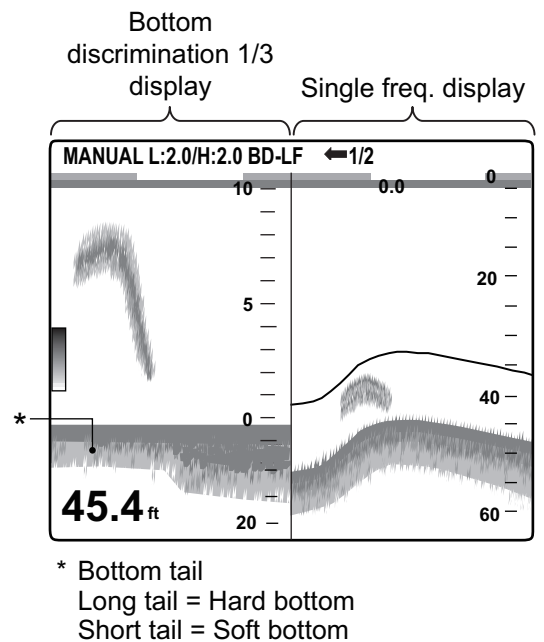 Bottom
discrimination 1/3
display
Single freq. display
MANUAL L:2.0/H:2.0 BD-LF 1/2
10
0.0
0
20
5
40
0
*
45.4 ft
20
60
* Bottom tail
Long tail = Hard bottom
Short tail = Soft bottom